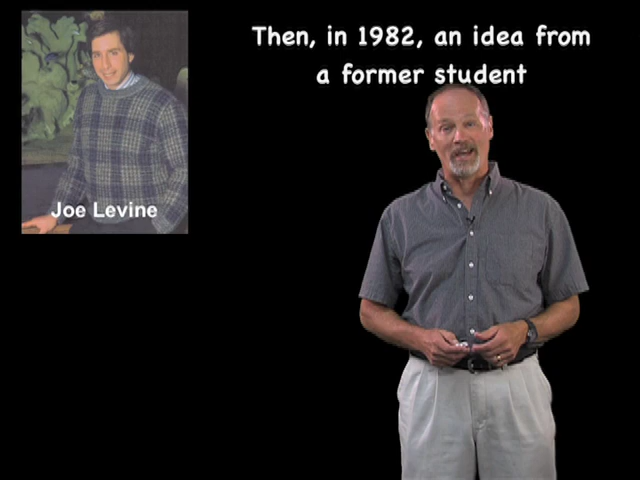 Then, in 1982, an idea from
a former student
Joe Levine